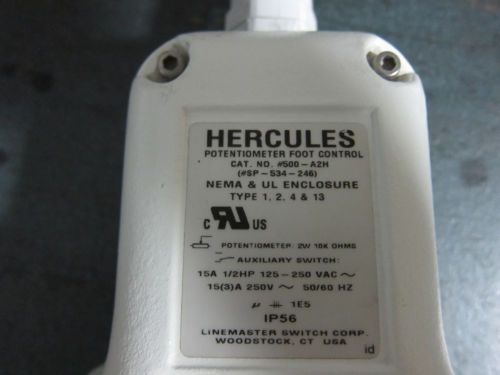 HERCULES
POTENTIOMETER FOOT CONTROL
CAT. NO. #500-A2H
(#SP-534-246)
NEMA & UL ENCLOSURE
TYPE 1, 2, 4 & 13
c RU US
POTENTIOMETER: 2W 10K OHMS
AUXILIARY SWITCH:
15A 1/2HP 125-250 VAC ~
15(3)A 250V ~ 50/60 HZ
µ 1E5
IP56
LINEMASTER SWITCH CORP.
WOODSTOCK, CT USA
id